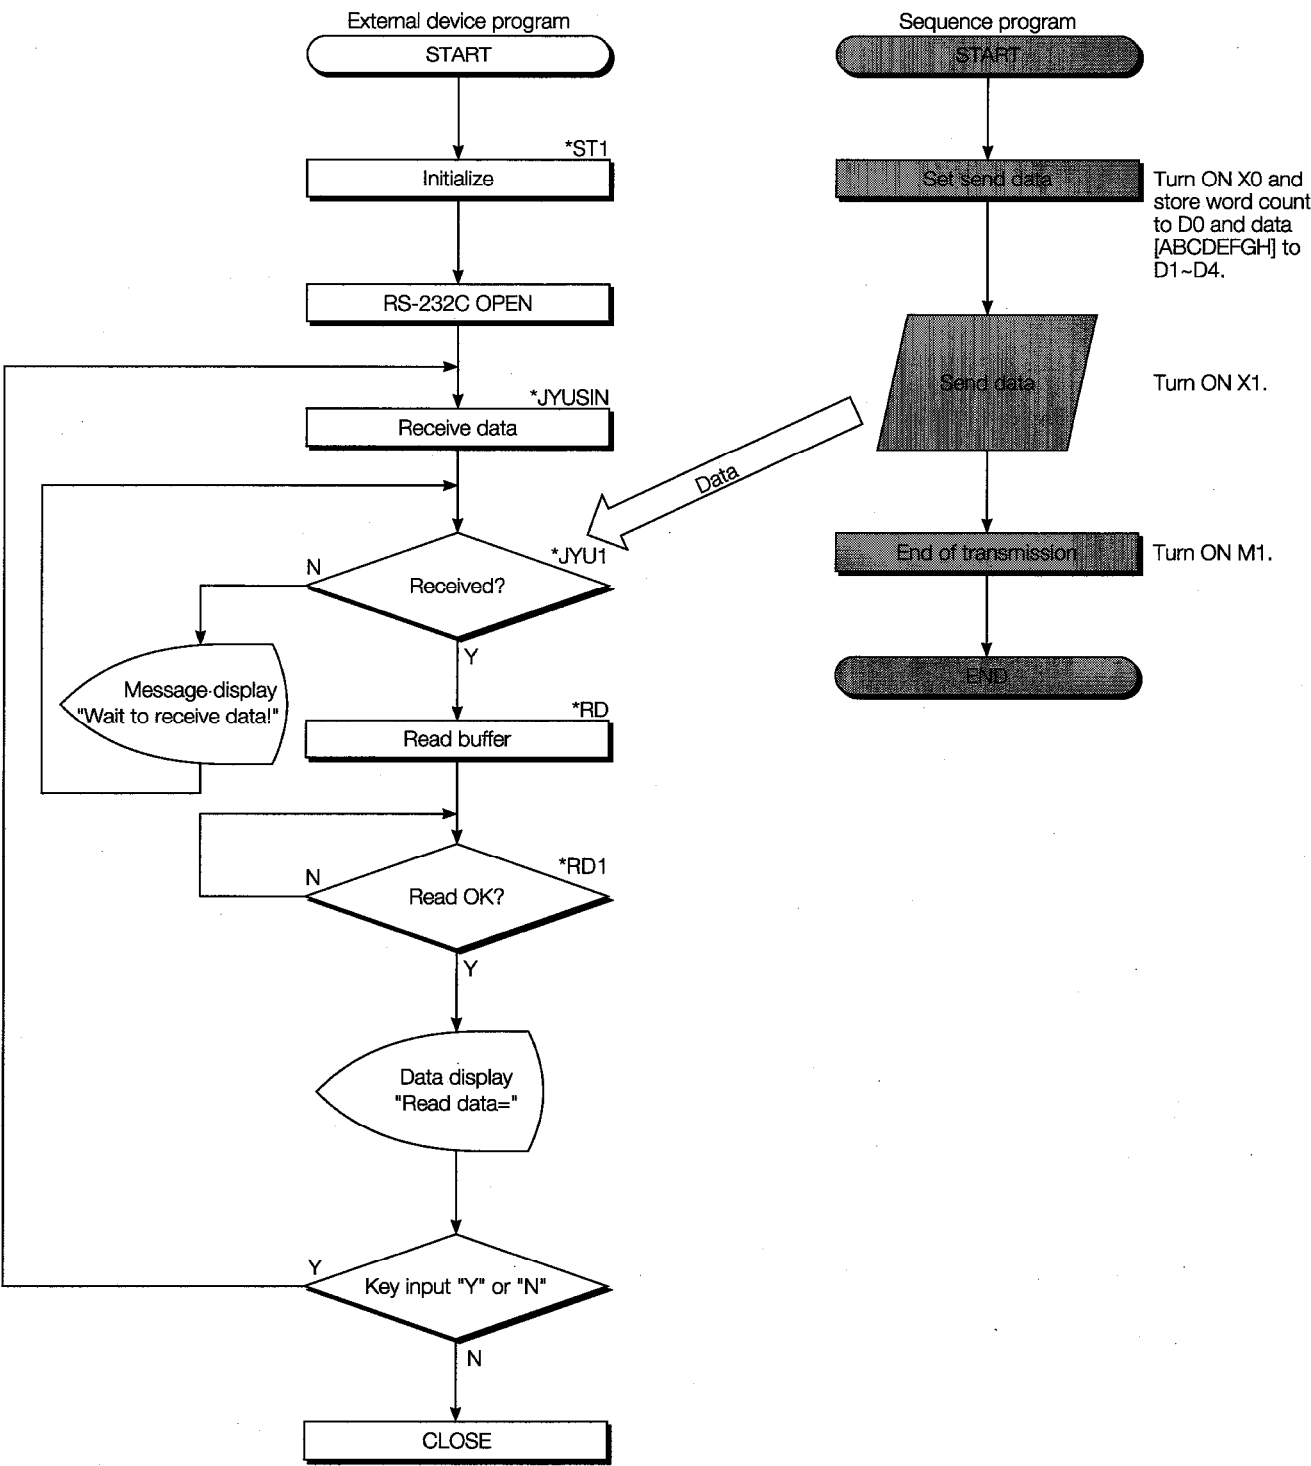 External device program
START
*ST1
Initialize
RS-232C OPEN
*JYUSIN
Receive data
*JYU1
N
Received?
Y
Message display
"Wait to receive data!"
*RD
Read buffer
*RD1
N
Read OK?
Y
Data display
"Read data="
Y
Key input "Y" or "N"
N
CLOSE
Sequence program
START
Set send data
Turn ON X0 and
store word count
to D0 and data
[ABCDEFGH] to
D1~D4.
Send data
Turn ON X1.
Data
End of transmission
Turn ON M1.
END